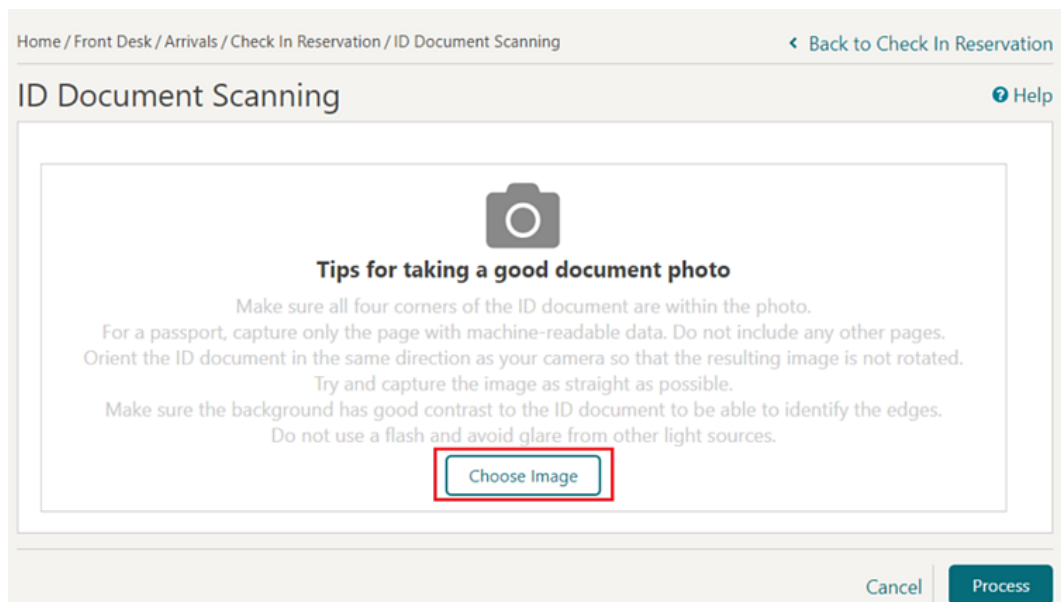 Home / Front Desk / Arrivals / Check In Reservation / ID Document Scanning
Back to Check In Reservation
ID Document Scanning
Help
Tips for taking a good document photo
Make sure all four corners of the ID document are within the photo.
For a passport, capture only the page with machine-readable data. Do not include any other pages.
Orient the ID document in the same direction as your camera so that the resulting image is not rotated.
Try and capture the image as straight as possible.
Make sure the background has good contrast to the ID document to be able to identify the edges.
Do not use a flash and avoid glare from other light sources.
Choose Image
Cancel
Process